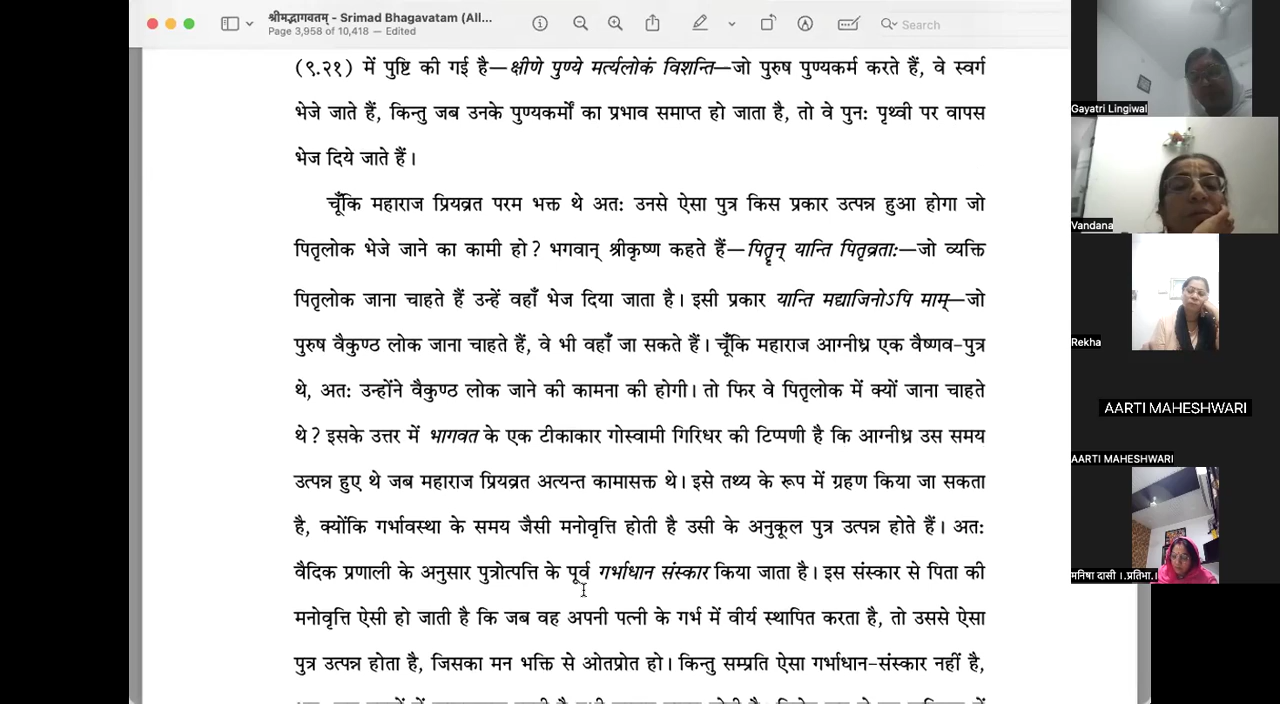 श्रीमद्भागवतम् - Srimad Bhagavatam (All...
Page 3,958 of 10,418 — Edited
Search
(९.२१) में पुष्टि की गई है—क्षीणे पुण्ये मर्त्यलोकं विशन्ति—जो पुरुष पुण्यकर्म करते हैं, वे स्वर्ग
भेजे जाते हैं, किन्तु जब उनके पुण्यकर्मों का प्रभाव समाप्त हो जाता है, तो वे पुन: पृथ्वी पर वापस
भेज दिये जाते हैं।
चूँकि महाराज प्रियव्रत परम भक्त थे अत: उनसे ऐसा पुत्र किस प्रकार उत्पन्न हुआ होगा जो
पितृलोक भेजे जाने का कामी हो? भगवान् श्रीकृष्ण कहते हैं—पितॄन् यान्ति पितृव्रता:—जो व्यक्ति
पितृलोक जाना चाहते हैं उन्हें वहाँ भेज दिया जाता है। इसी प्रकार यान्ति मद्याजिनोऽपि माम्—जो
पुरुष वैकुण्ठ लोक जाना चाहते हैं, वे भी वहाँ जा सकते हैं। चूँकि महाराज आग्नीध्र एक वैष्णव-पुत्र
थे, अत: उन्होंने वैकुण्ठ लोक जाने की कामना की होगी। तो फिर वे पितृलोक में क्यों जाना चाहते
थे? इसके उत्तर में भागवत के एक टीकाकार गोस्वामी गिरिधर की टिप्पणी है कि आग्नीध्र उस समय
उत्पन्न हुए थे जब महाराज प्रियव्रत अत्यन्त कामासक्त थे। इसे तथ्य के रूप में ग्रहण किया जा सकता
है, क्योंकि गर्भावस्था के समय जैसी मनोवृत्ति होती है उसी के अनुकूल पुत्र उत्पन्न होते हैं। अत:
वैदिक प्रणाली के अनुसार पुत्रोत्पत्ति के पूर्व गर्भाधान संस्कार किया जाता है। इस संस्कार से पिता की
मनोवृत्ति ऐसी हो जाती है कि जब वह अपनी पत्नी के गर्भ में वीर्य स्थापित करता है, तो उससे ऐसा
पुत्र उत्पन्न होता है, जिसका मन भक्ति से ओतप्रोत हो। किन्तु सम्प्रति ऐसा गर्भाधान-संस्कार नहीं है,
Gayatri Lingiwal
Vandana
Rekha
AARTI MAHESHWARI
AARTI MAHESHWARI
मनिषा दासी ।.प्रतिभा.।